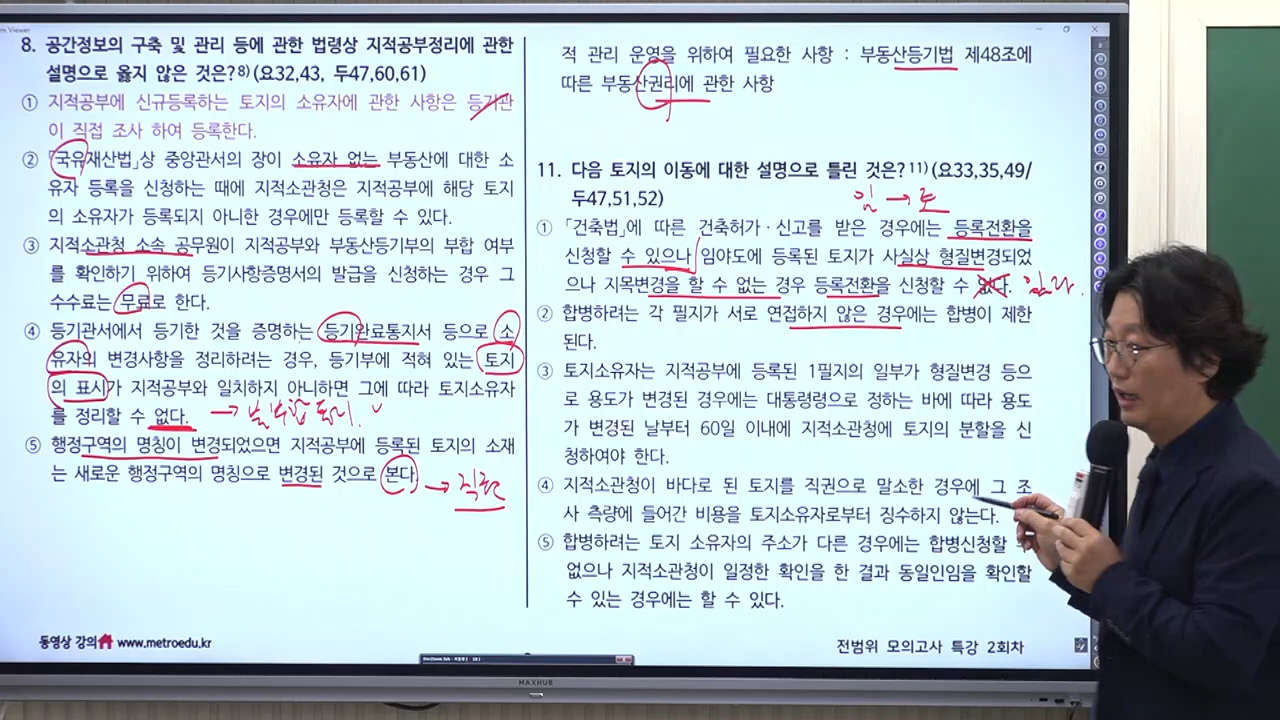 8. 공간정보의 구축 및 관리 등에 관한 법령상 지적공부정리에 관한
설명으로 옳지 않은 것은?8)(요32,43, 두47,60,61)
① 지적공부에 신규등록하는 토지의 소유자에 관한 사항은 등기관
이 직접 조사 하여 등록한다.
② 「국유재산법」상 중앙관서의 장이 소유자 없는 부동산에 대한 소
유자 등록을 신청하는 때에 지적소관청은 지적공부에 해당 토지
의 소유자가 등록되지 아니한 경우에만 등록할 수 있다.
③ 지적소관청 소속 공무원이 지적공부와 부동산등기부의 부합 여부
를 확인하기 위하여 등기사항증명서의 발급을 신청하는 경우 그
수수료는 무료로 한다.
④ 등기관서에서 등기한 것을 증명하는 등기완료통지서 등으로 소
유자의 변경사항을 정리하려는 경우, 등기부에 적혀 있는 토지
의 표시가 지적공부와 일치하지 아니하면 그에 따라 토지소유자
를 정리할 수 없다. → 불부합통지
⑤ 행정구역의 명칭이 변경되었으면 지적공부에 등록된 토지의 소재
는 새로운 행정구역의 명칭으로 변경된 것으로 본다. → 직권
동영상 강의 www.metroedu.kr
적 관리 운영을 위하여 필요한 사항 : 부동산등기법 제48조에
따른 부동산권리에 관한 사항
11. 다음 토지의 이동에 대한 설명으로 틀린 것은?11)(요33,35,49/
두47,51,52)
임 → 토
① 「건축법」에 따른 건축허가·신고를 받은 경우에는 등록전환을
신청할 수 있으나 임야도에 등록된 토지가 사실상 형질변경되었
으나 지목변경을 할 수 없는 경우 등록전환을 신청할 수 없다. 있다.
② 합병하려는 각 필지가 서로 연접하지 않은 경우에는 합병이 제한
된다.
③ 토지소유자는 지적공부에 등록된 1필지의 일부가 형질변경 등으
로 용도가 변경된 경우에는 대통령령으로 정하는 바에 따라 용도
가 변경된 날부터 60일 이내에 지적소관청에 토지의 분할을 신
청하여야 한다.
④ 지적소관청이 바다로 된 토지를 직권으로 말소한 경우에 그 조
사 측량에 들어간 비용을 토지소유자로부터 징수하지 않는다.
⑤ 합병하려는 토지 소유자의 주소가 다른 경우에는 합병신청할
없으나 지적소관청이 일정한 확인을 한 결과 동일인임을 확인할
수 있는 경우에는 할 수 있다.
전범위 모의고사 특강 2회차
MAXHUB